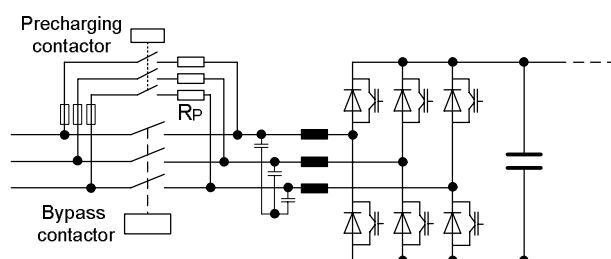 Precharging
contactor
RP
Bypass
contactor